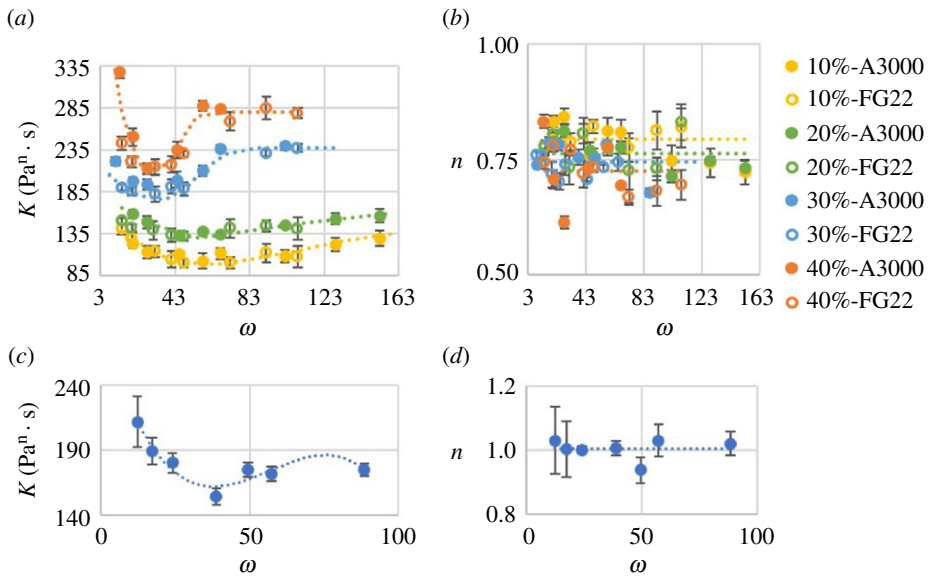 (a)
(b)
335
285
235
185
135
85
K (Paⁿ · s)
3 43 83 123 163
ω
1.00
0.75
0.50
n
3 43 83 123 163
ω
10%-A3000
10%-FG22
20%-A3000
20%-FG22
30%-A3000
30%-FG22
40%-A3000
40%-FG22
(c)
(d)
240
190
140
K (Paⁿ · s)
0 50 100
ω
1.2
1.0
0.8
n
0 50 100
ω